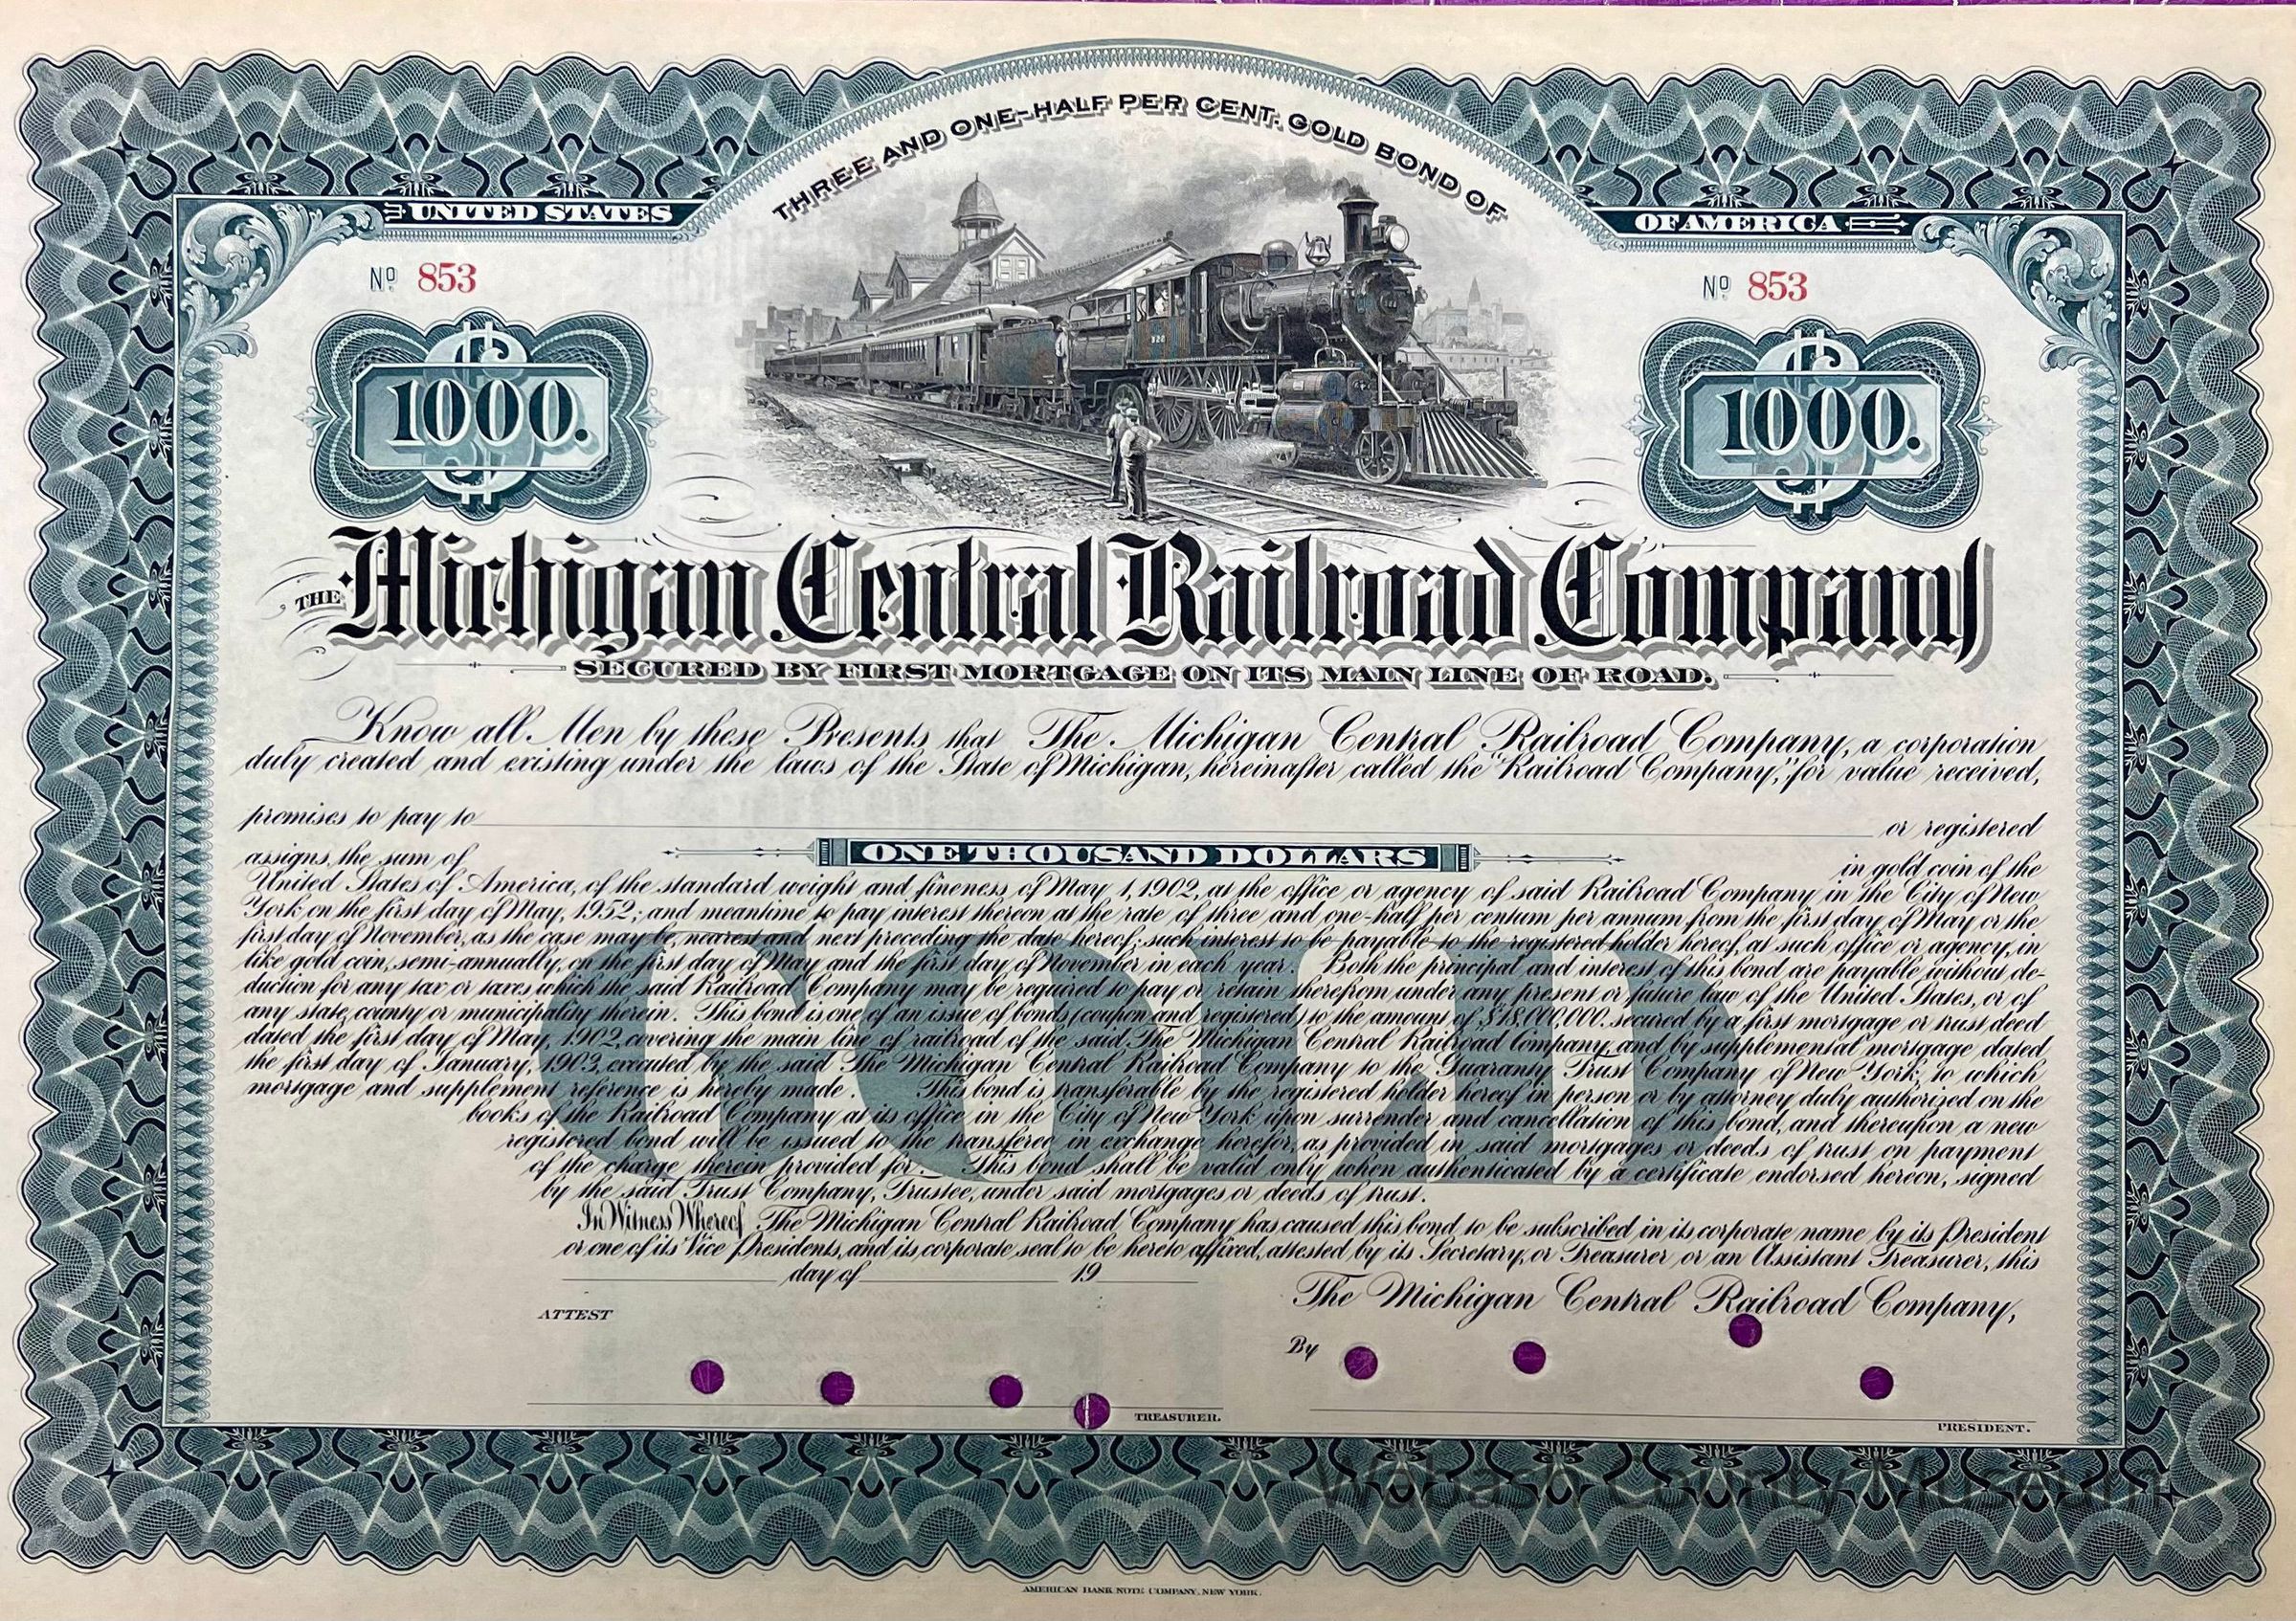 THREE AND ONE-HALF PER CENT. GOLD BOND OF
UNITED STATES
OF AMERICA
No 853
No 853
$ 1000.
$ 1000.
320
THE Michigan Central Railroad Company
SECURED BY FIRST MORTGAGE ON ITS MAIN LINE OF ROAD.
Know all Men by these Presents that The Michigan Central Railroad Company, a corporation
duly created and existing under the laws of the State of Michigan, hereinafter called the "Railroad Company," for value received,
promises to pay to or registered
assigns, the sum of ONE THOUSAND DOLLARS in gold coin of the
United States of America, of the standard weight and fineness of May 1, 1902, at the office or agency of said Railroad Company in the City of New
York on the first day of May, 1952; and meantime to pay interest thereon at the rate of three and one-half per centum per annum from the first day of May or the
first day of November, as the case may be, nearest and next preceding the date hereof; such interest to be payable to the registered holder hereof, at such office or agency, in
like gold coin, semi-annually, on the first day of May and the first day of November in each year. Both the principal and interest of this bond are payable without de-
duction for any tax or taxes which the said Railroad Company may be required to pay or retain therefrom under any present or future law of the United States, or of
any state, county or municipality therein. This bond is one of an issue of bonds (coupon and registered) to the amount of $18,000,000. secured by a first mortgage or trust deed
dated the first day of May, 1902, covering the main line of railroad of the said The Michigan Central Railroad Company and by supplemental mortgage dated
the first day of January, 1903, executed by the said The Michigan Central Railroad Company to the Guaranty Trust Company of New York, to which
mortgage and supplement reference is hereby made. This bond is transferable by the registered holder hereof in person or by attorney duly authorized on the
books of the Railroad Company at its office in the City of New York upon surrender and cancellation of this bond, and thereupon a new
registered bond will be issued to the transferee in exchange herefor, as provided in said mortgages or deeds of trust on payment
of the charge therein provided for. This bond shall be valid only when authenticated by a certificate endorsed hereon, signed
by the said Trust Company, Trustee, under said mortgages or deeds of trust.
GOLD
In Witness Whereof The Michigan Central Railroad Company has caused this bond to be subscribed in its corporate name by its President
or one of its Vice Presidents, and its corporate seal to be hereto affixed, attested by its Secretary, or Treasurer or an Assistant Treasurer, this
day of 19
The Michigan Central Railroad Company,
ATTEST
By
TREASURER.
PRESIDENT.
Wabash County Museum
AMERICAN BANK NOTE COMPANY, NEW YORK.